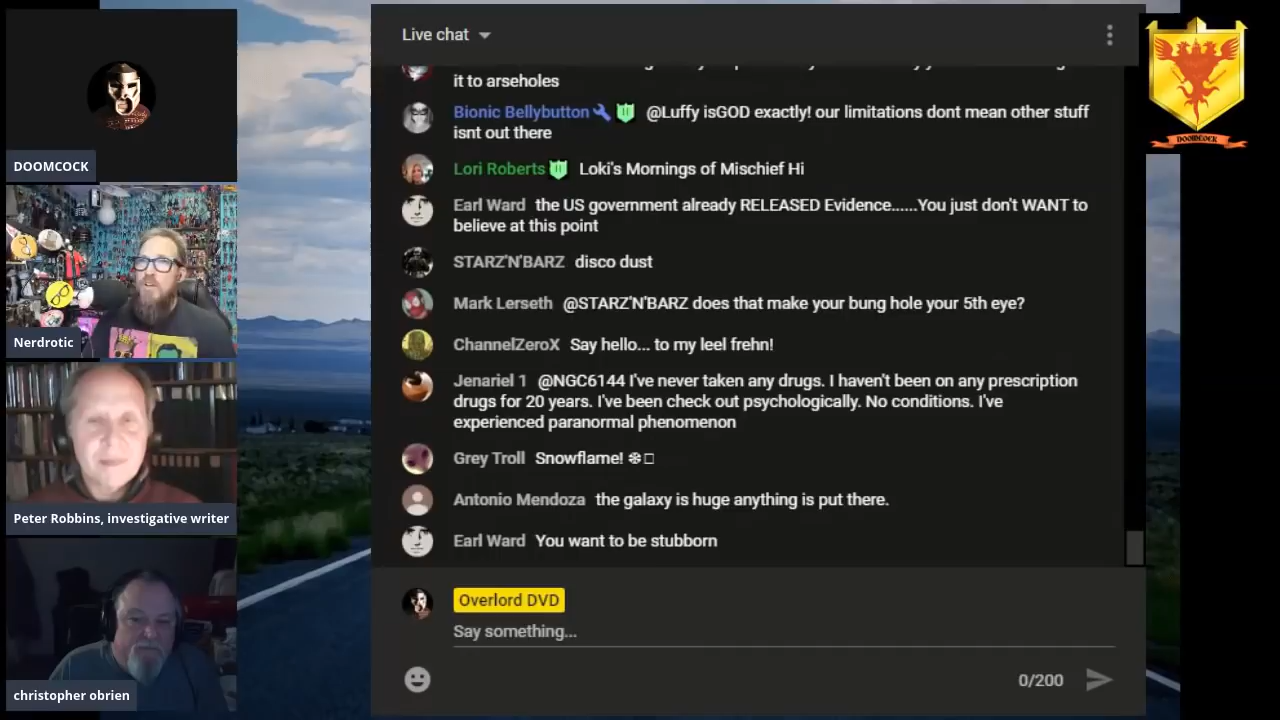 DOOMCOCK
Nerdrotic
Peter Robbins, investigative writer
christopher obrien
Live chat
it to arseholes
Bionic Bellybutton @Luffy isGOD exactly! our limitations dont mean other stuff
isnt out there
Lori Roberts Loki's Mornings of Mischief Hi
Earl Ward the US government already RELEASED Evidence......You just don't WANT to
believe at this point
STARZ'N'BARZ disco dust
Mark Lerseth @STARZ'N'BARZ does that make your bung hole your 5th eye?
ChannelZeroX Say hello... to my leel frehn!
Jenariel 1 @NGC6144 I've never taken any drugs. I haven't been on any prescription
drugs for 20 years. I've been check out psychologically. No conditions. I've
experienced paranormal phenomenon
Grey Troll Snowflame! ❄□
Antonio Mendoza the galaxy is huge anything is put there.
Earl Ward You want to be stubborn
Overlord DVD
Say something...
0/200
DOOMCOCK